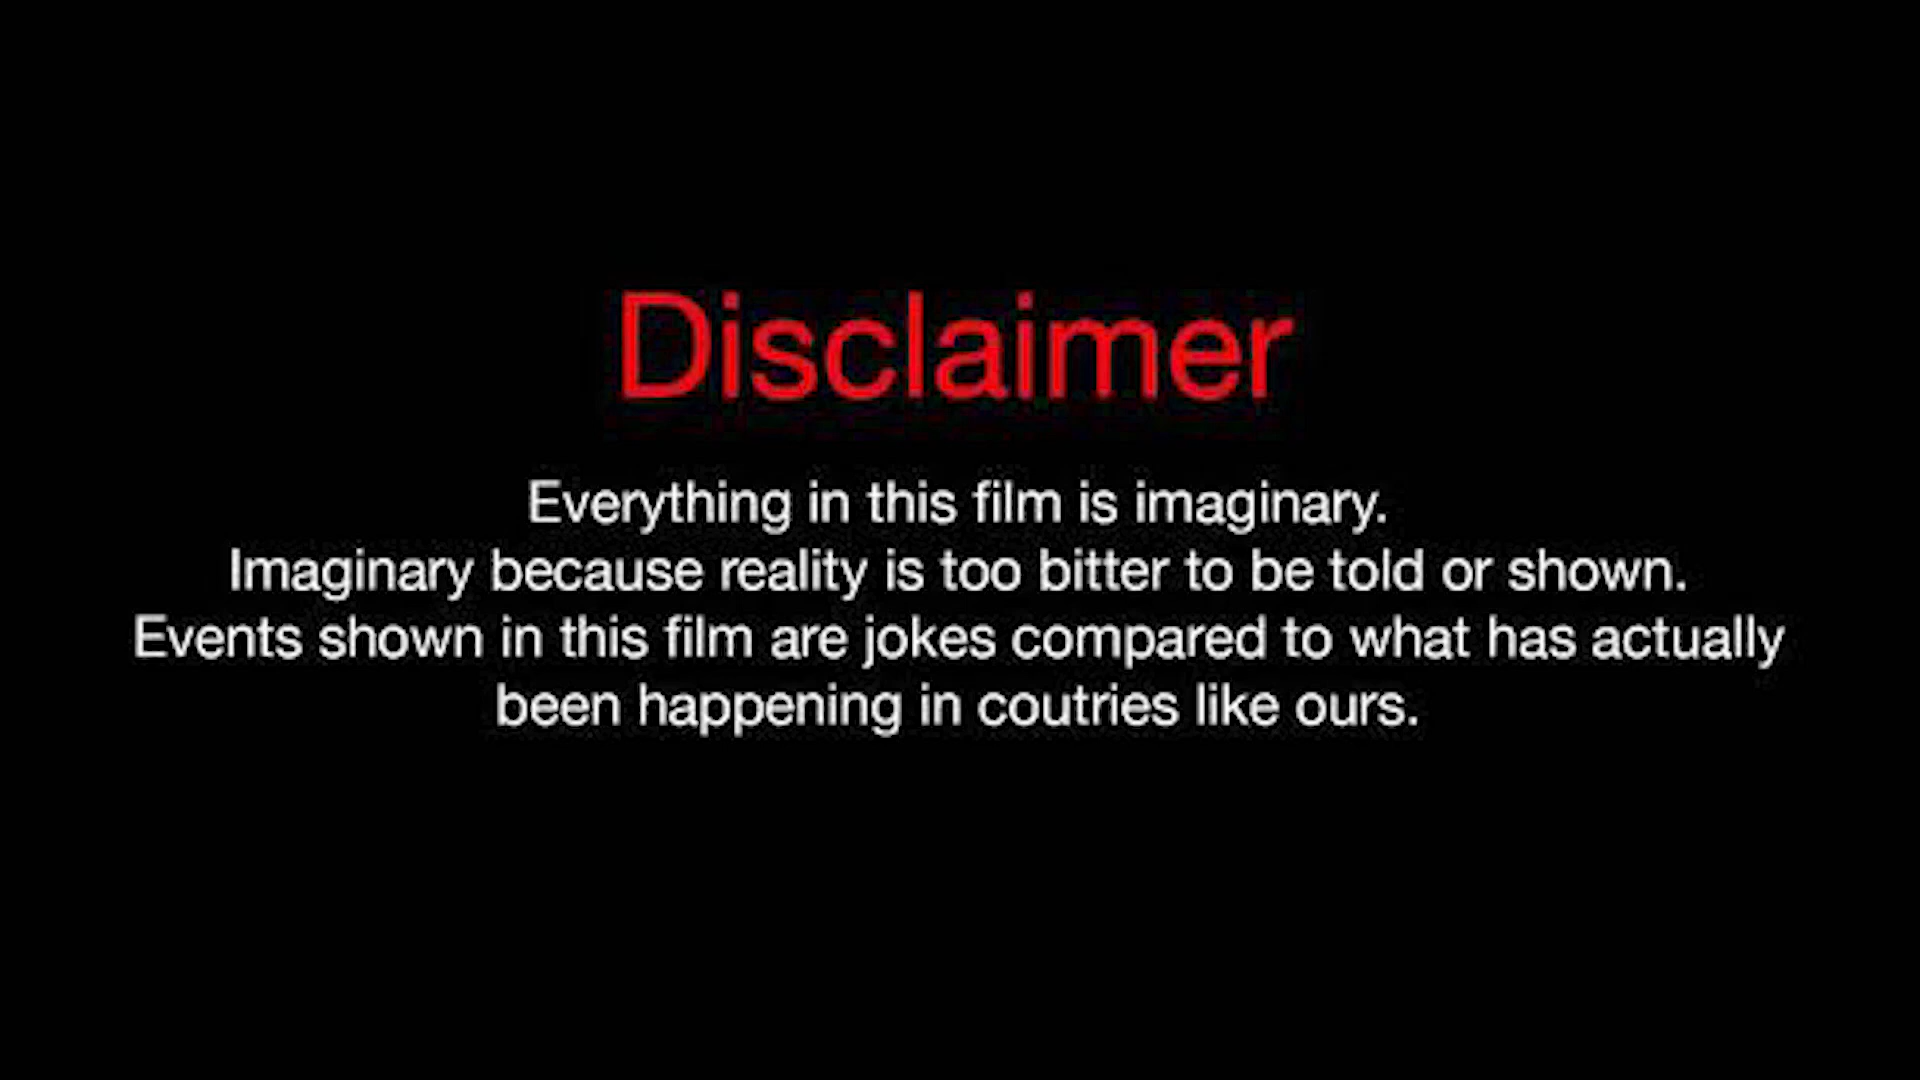 Disclaimer
Everything in this film is imaginary.
Imaginary because reality is too bitter to be told or shown.
Events shown in this film are jokes compared to what has actually
been happening in coutries like ours.